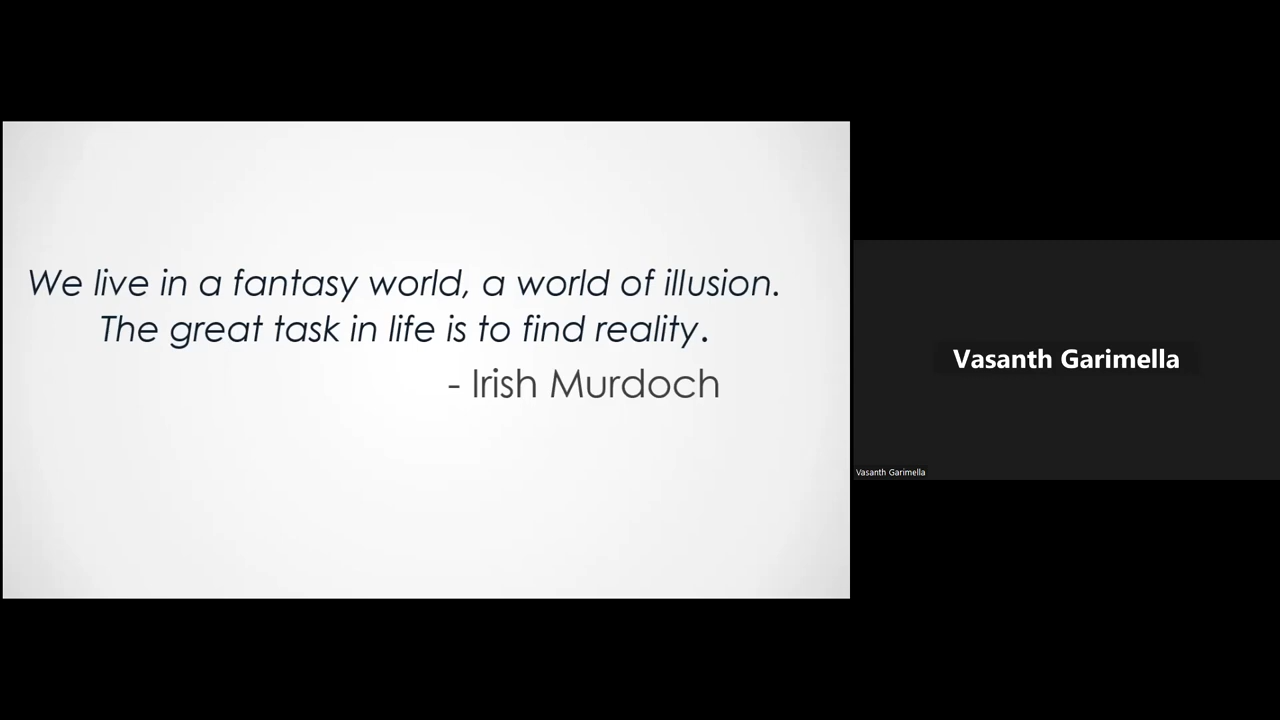 We live in a fantasy world, a world of illusion.
The great task in life is to find reality.
- Irish Murdoch
Vasanth Garimella
Vasanth Garimella